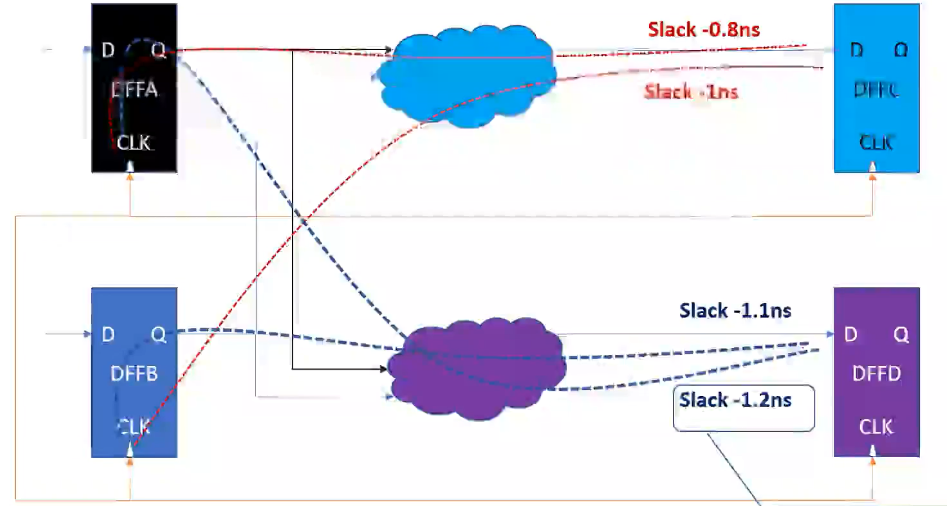 Slack -0.8ns
D Q
D Q
DFFA
Slack -1ns
DFFC
CLK
CLK
Slack -1.1ns
D Q
D Q
DFFB
DFFD
Slack -1.2ns
CLK
CLK